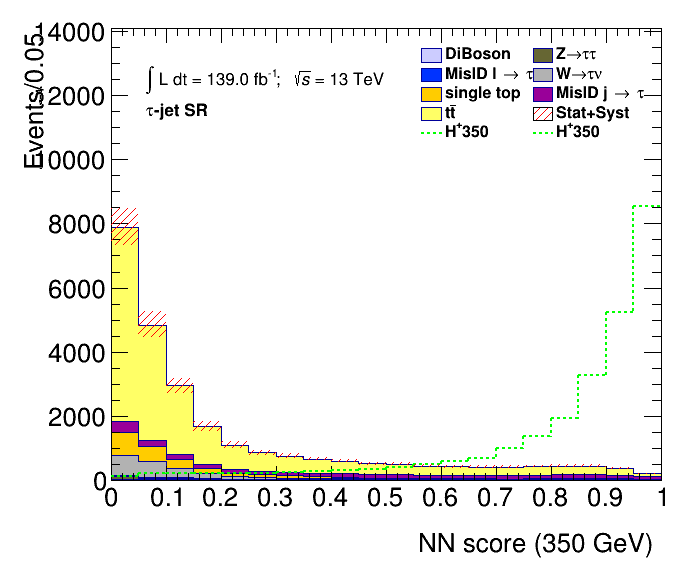 Events/0.05
14000
12000
10000
8000
6000
4000
2000
0
∫ L dt = 139.0 fb⁻¹; √s = 13 TeV
τ-jet SR
DiBoson
Z→ττ
MisID l → τ
W→τν
single top
MisID j → τ
tt̄
Stat+Syst
H⁺350
H⁺350
0 0.1 0.2 0.3 0.4 0.5 0.6 0.7 0.8 0.9 1
NN score (350 GeV)